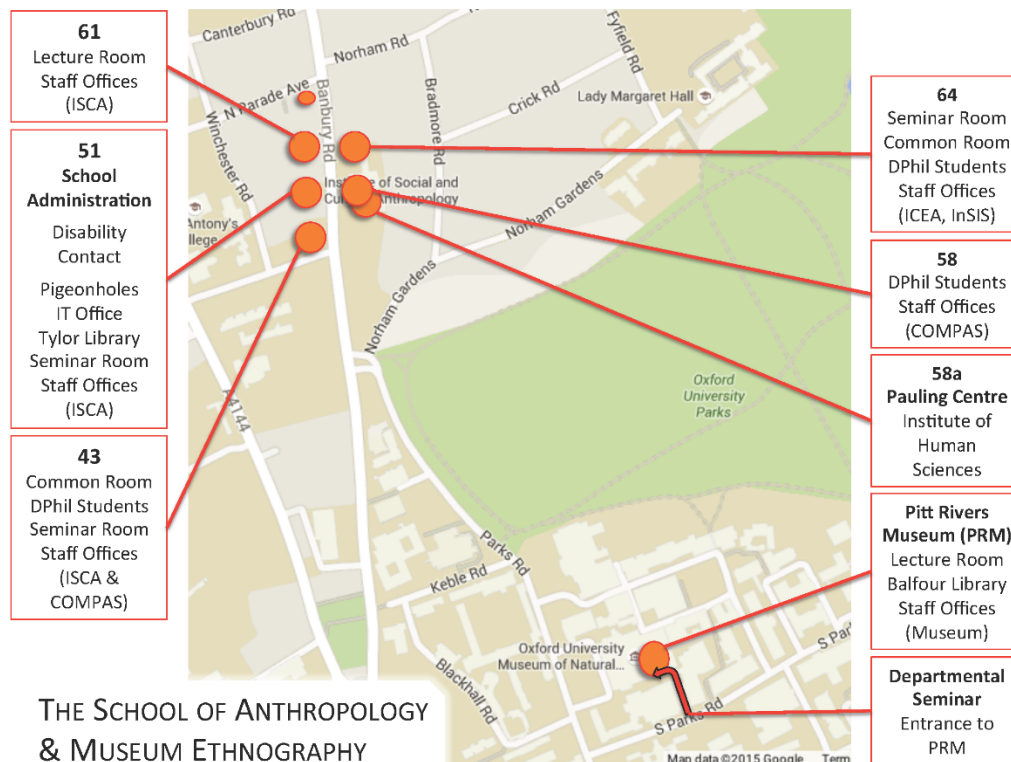 61
Lecture Room
Staff Offices
(ISCA)
51
School
Administration
Disability
Contact
Pigeonholes
IT Office
Tylor Library
Seminar Room
Staff Offices
(ISCA)
43
Common Room
DPhil Students
Seminar Room
Staff Offices
(ISCA &
COMPAS)
Canterbury Rd
Norham Rd
Fyfield Rd
N Parade Ave
Banbury Rd
Bradmore Rd
Crick Rd
Lady Margaret Hall
Winchester Rd
Antony's
llege
Norham Gardens
Norham Gardens
A4144
Oxford
University
Parks
Parks Rd
Keble Rd
Blackhall Rd
Oxford University
Museum of Natural...
S Parks Rd
S Park
Map data ©2015 Google
Term
64
Seminar Room
Common Room
DPhil Students
Staff Offices
(ICEA, InSIS)
58
DPhil Students
Staff Offices
(COMPAS)
58a
Pauling Centre
Institute of
Human
Sciences
Pitt Rivers
Museum (PRM)
Lecture Room
Balfour Library
Staff Offices
(Museum)
Departmental
Seminar
Entrance to
PRM
THE SCHOOL OF ANTHROPOLOGY
& MUSEUM ETHNOGRAPHY